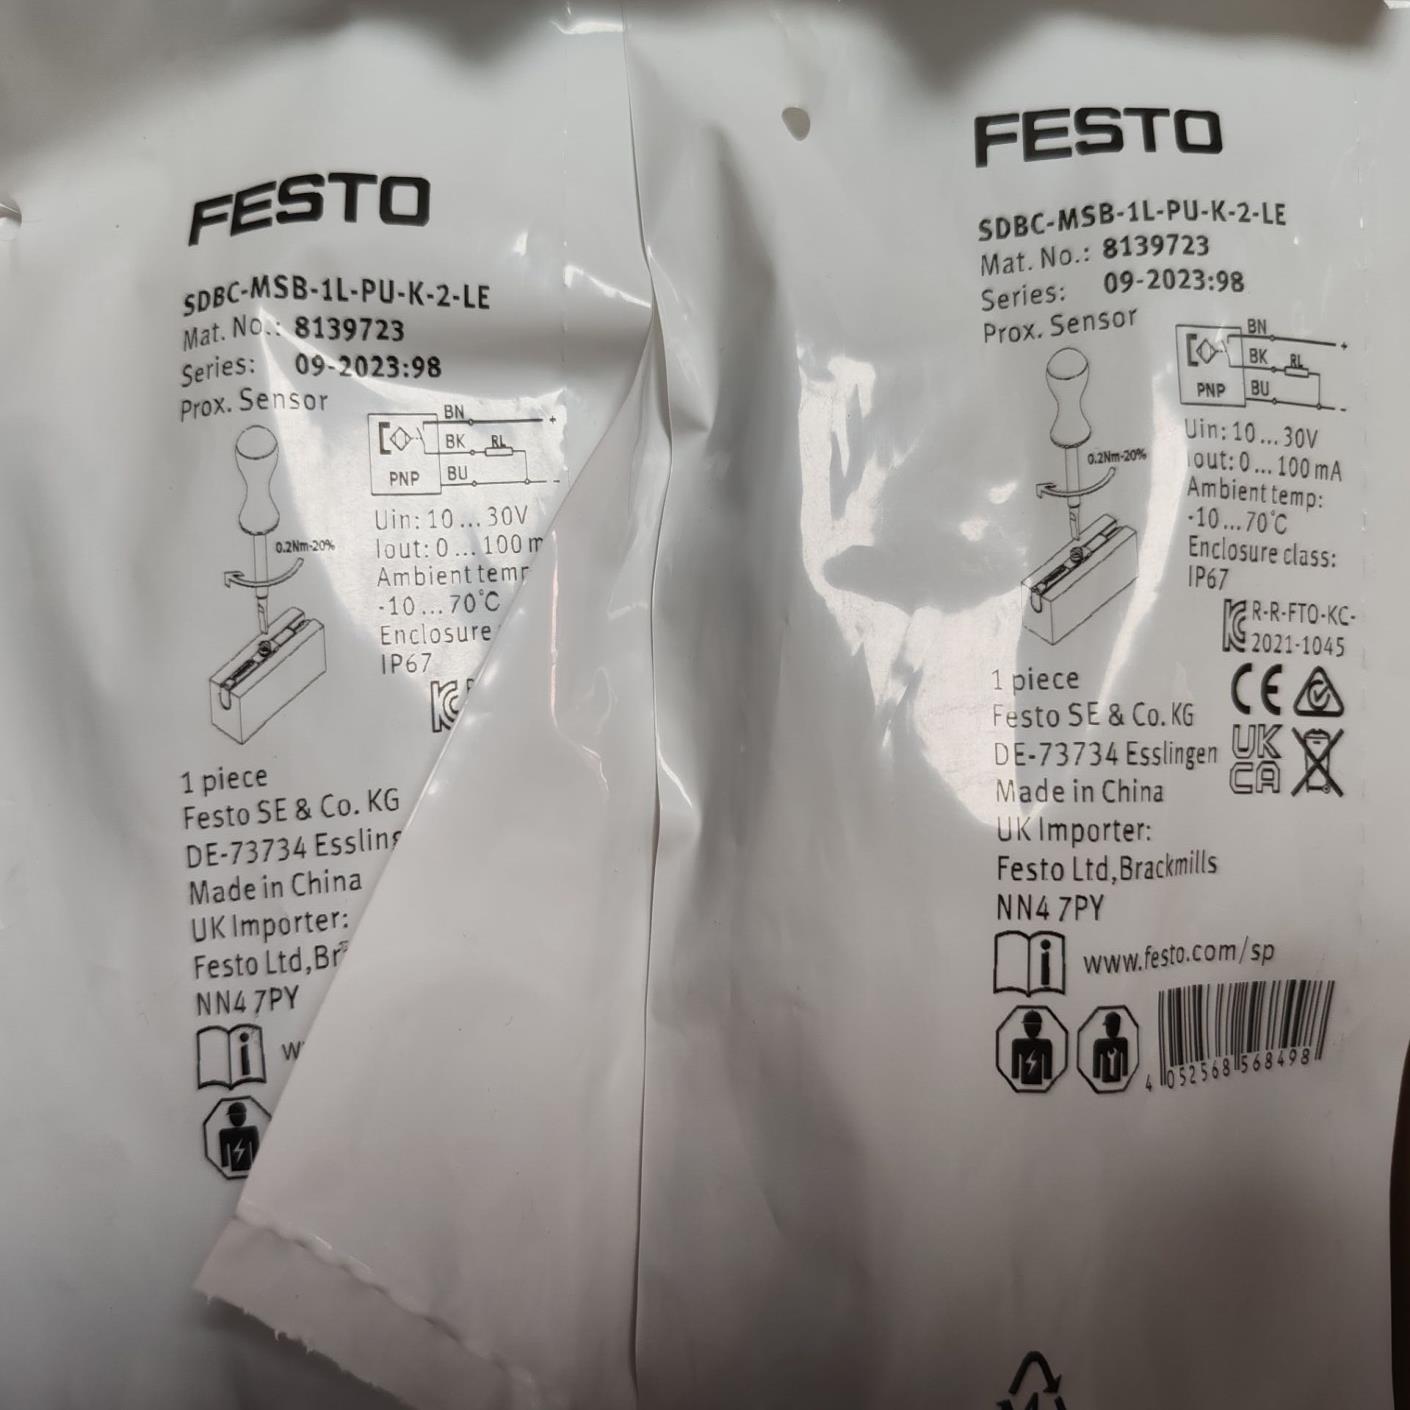 FESTO
SDBC-MSB-1L-PU-K-2-LE
Mat. No.: 8139723
Series: 09-2023:98
Prox. Sensor
BN
+
BK
RL
BU
-
PNP
0.2Nm-20%
Uin: 10...30V
Iout: 0...100 m
Ambient temp
-10...70°C
Enclosure
IP67
1 piece
Festo SE & Co. KG
DE-73734 Essling
Made in China
UK Importer:
Festo Ltd,Br
NN4 7PY
i
w
FESTO
SDBC-MSB-1L-PU-K-2-LE
Mat. No.: 8139723
Series: 09-2023:98
Prox. Sensor
BN
+
BK
RL
BU
-
PNP
0.2Nm-20%
Uin: 10...30V
Iout: 0...100 mA
Ambient temp:
-10...70°C
Enclosure class:
IP67
R-R-FTO-KC-
2021-1045
CE
UK
CA
1 piece
Festo SE & Co. KG
DE-73734 Esslingen
Made in China
UK Importer:
Festo Ltd,Brackmills
NN4 7PY
i
www.festo.com/sp
4 052568 568498